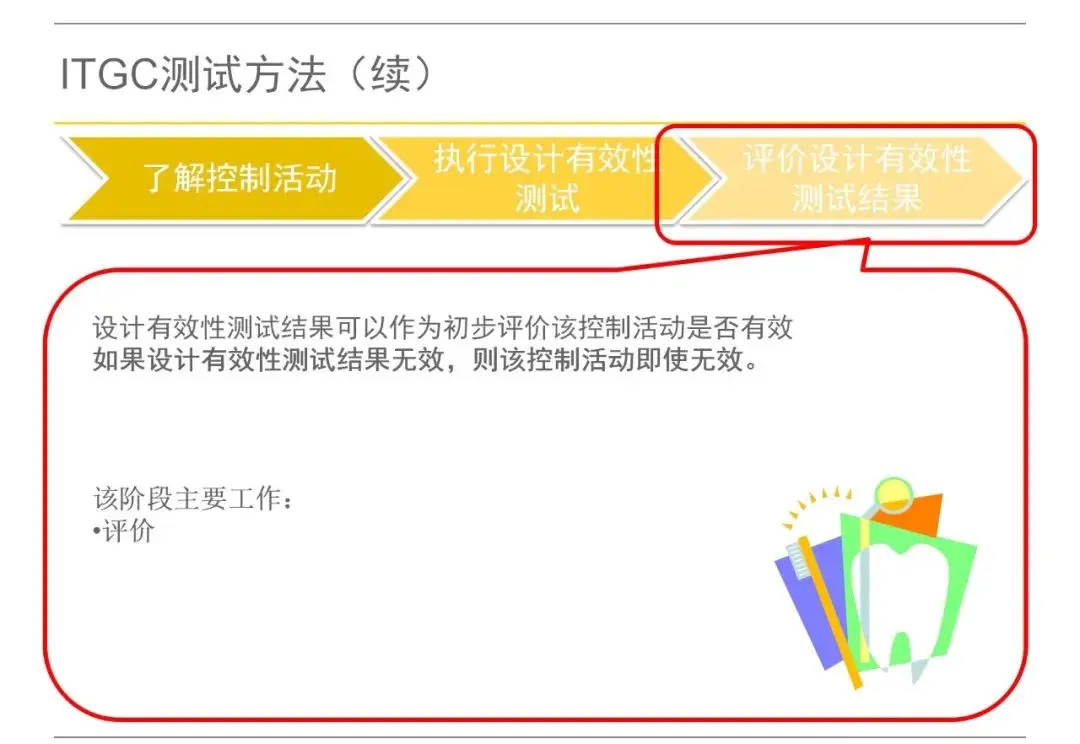 ITGC测试方法（续）
了解控制活动
执行设计有效性
测试
评价设计有效性
测试结果
设计有效性测试结果可以作为初步评价该控制活动是否有效
如果设计有效性测试结果无效，则该控制活动即使无效。
该阶段主要工作：
•评价